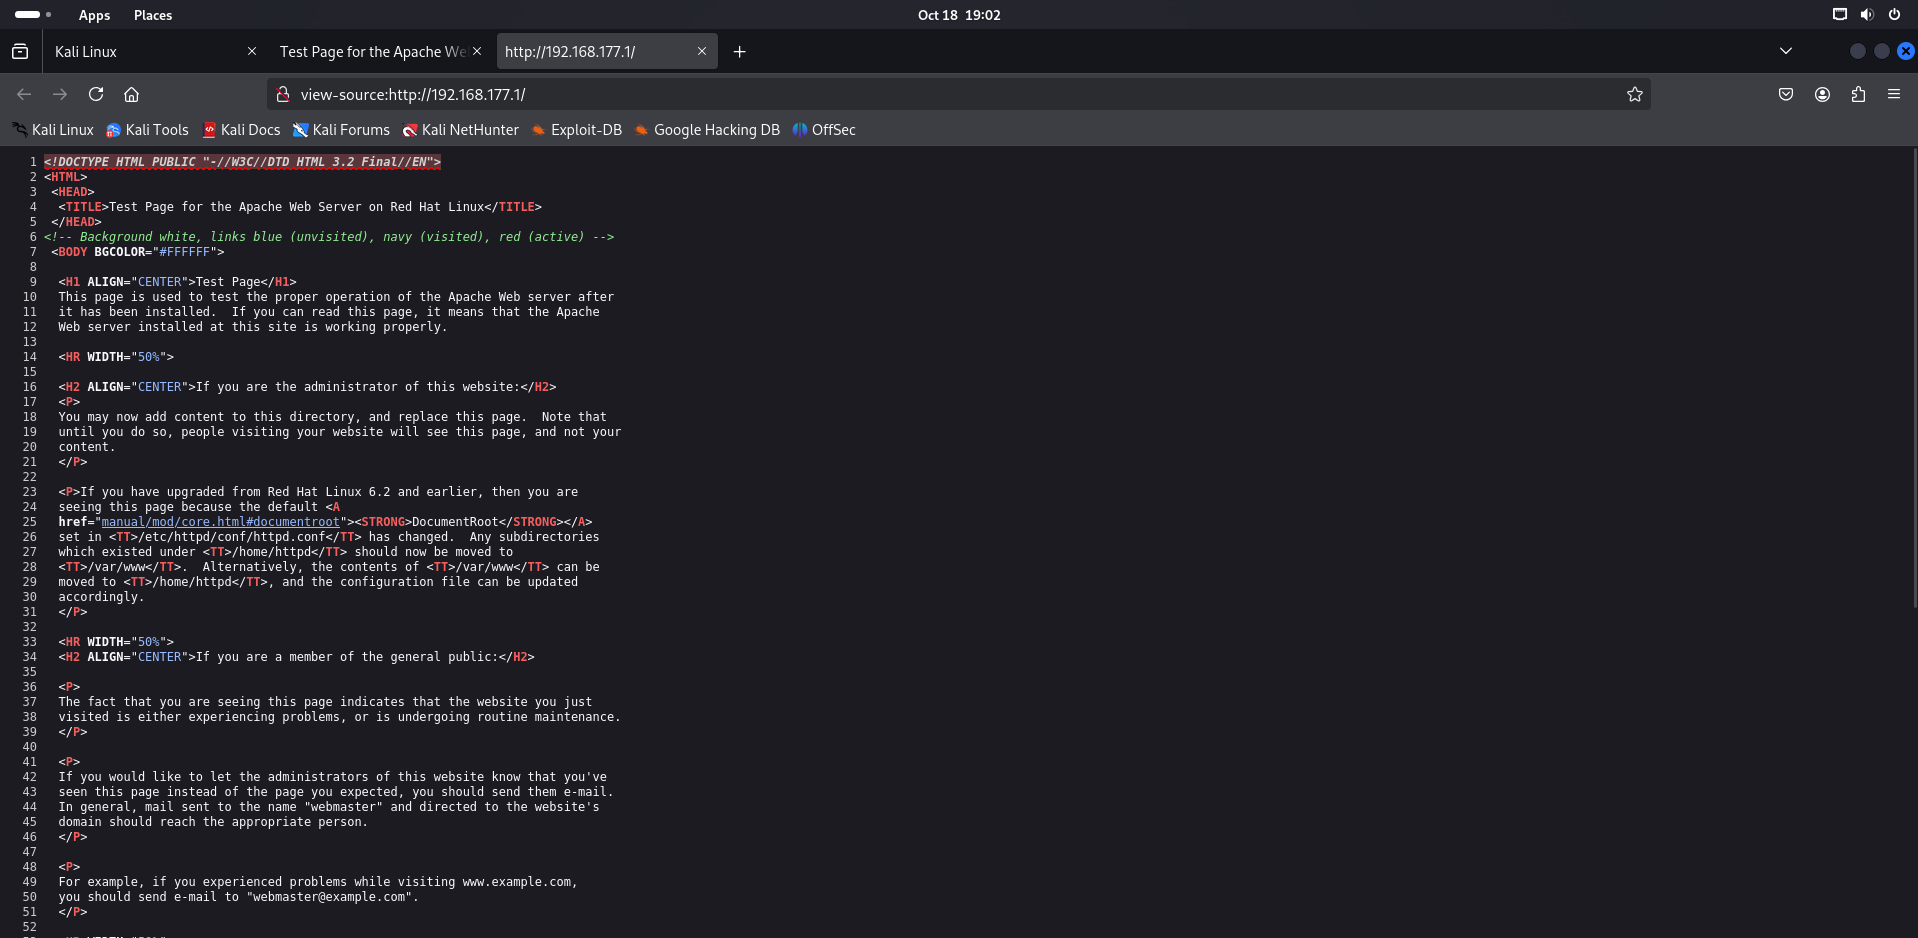 Apps Places Oct 18 19:02
Kali Linux Test Page for the Apache We http://192.168.177.1/
view-source:http://192.168.177.1/
Kali Linux Kali Tools Kali Docs Kali Forums Kali NetHunter Exploit-DB Google Hacking DB OffSec
1 <!DOCTYPE HTML PUBLIC "-//W3C//DTD HTML 3.2 Final//EN">
2 <HTML>
3 <HEAD>
4 <TITLE>Test Page for the Apache Web Server on Red Hat Linux</TITLE>
5 </HEAD>
6 <!-- Background white, links blue (unvisited), navy (visited), red (active) -->
7 <BODY BGCOLOR="#FFFFFF">
8
9 <H1 ALIGN="CENTER">Test Page</H1>
10 This page is used to test the proper operation of the Apache Web server after
11 it has been installed.  If you can read this page, it means that the Apache
12 Web server installed at this site is working properly.
13
14 <HR WIDTH="50%">
15
16 <H2 ALIGN="CENTER">If you are the administrator of this website:</H2>
17 <P>
18 You may now add content to this directory, and replace this page.  Note that
19 until you do so, people visiting your website will see this page, and not your
20 content.
21 </P>
22
23 <P>If you have upgraded from Red Hat Linux 6.2 and earlier, then you are
24 seeing this page because the default <A
25 href="manual/mod/core.html#documentroot"><STRONG>DocumentRoot</STRONG></A>
26 set in <TT>/etc/httpd/conf/httpd.conf</TT> has changed.  Any subdirectories
27 which existed under <TT>/home/httpd</TT> should now be moved to
28 <TT>/var/www</TT>.  Alternatively, the contents of <TT>/var/www</TT> can be
29 moved to <TT>/home/httpd</TT>, and the configuration file can be updated
30 accordingly.
31 </P>
32
33 <HR WIDTH="50%">
34 <H2 ALIGN="CENTER">If you are a member of the general public:</H2>
35
36 <P>
37 The fact that you are seeing this page indicates that the website you just
38 visited is either experiencing problems, or is undergoing routine maintenance.
39 </P>
40
41 <P>
42 If you would like to let the administrators of this website know that you've
43 seen this page instead of the page you expected, you should send them e-mail.
44 In general, mail sent to the name "webmaster" and directed to the website's
45 domain should reach the appropriate person.
46 </P>
47
48 <P>
49 For example, if you experienced problems while visiting www.example.com,
50 you should send e-mail to "webmaster@example.com".
51 </P>
52